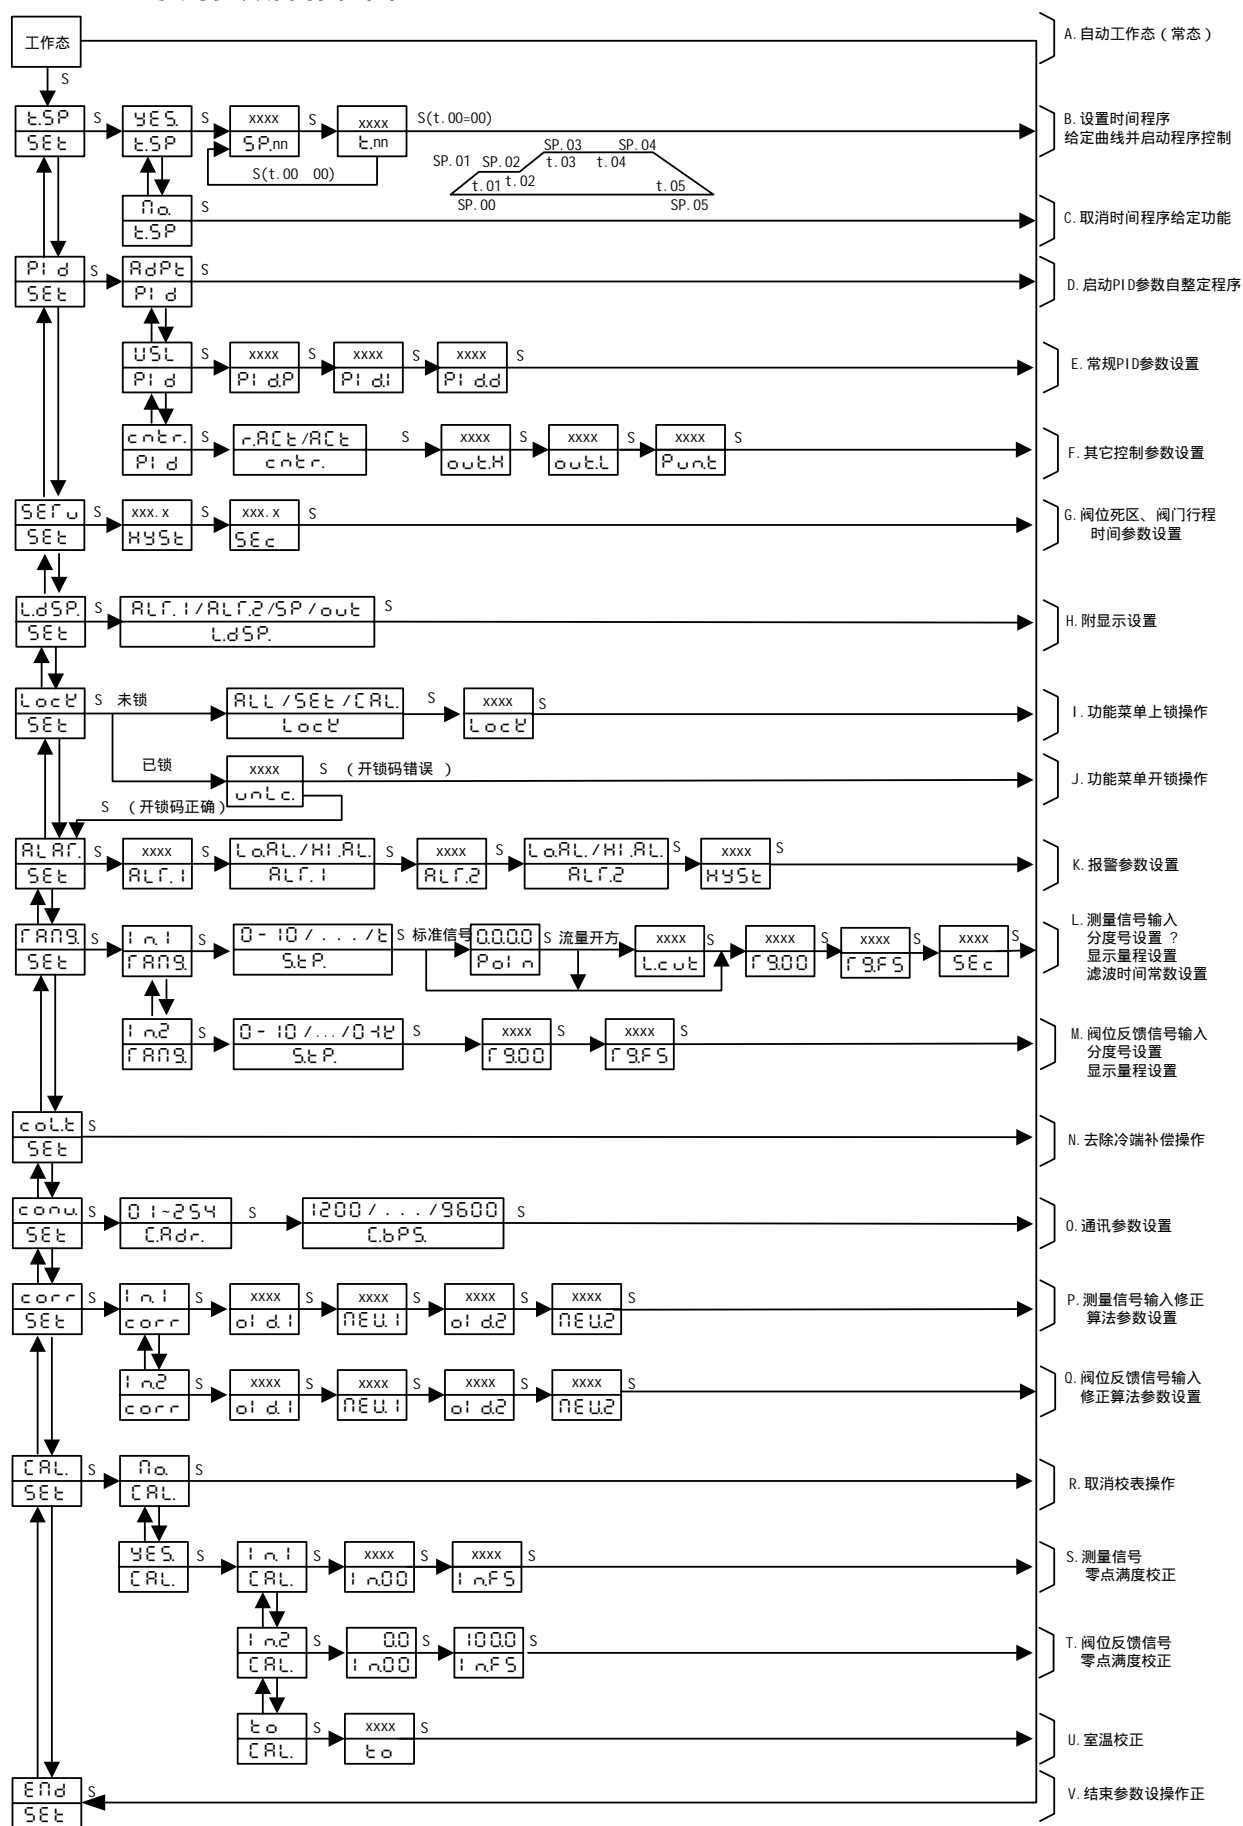 工作态
A.自动工作态（常态）
S
t.SP S YES. S xxxx S xxxx S(t.00=00)
SEt t.SP SP.nn t.nn
S(t.00 00)
SP.01 SP.02 SP.03 SP.04
t.01 t.02 t.03 t.04 t.05
SP.00 SP.05
B.设置时间程序
给定曲线并启动程序控制
no. S
t.SP
C.取消时间程序给定功能
PId S AdPt S
SEt PId
D.启动PID参数自整定程序
USL S xxxx S xxxx S xxxx S
PId PId.P PId.I PId.d
E.常规PID参数设置
cntr. S r.ACt/ACt S xxxx S xxxx S xxxx S
PId cntr. out.H out.L Pun.t
F.其它控制参数设置
SErv S xxx.x S xxx.x S
SEt HYSt SEc
G.阀位死区、阀门行程
时间参数设置
L.dSP. S ALr.1/ALr.2/SP/out S
SEt L.dSP.
H.附显示设置
LocK S 未锁 ALL/SEt/CAL. S xxxx S
SEt LocK LocK
I.功能菜单上锁操作
已锁 xxxx S （开锁码错误 ）
unLc.
J.功能菜单开锁操作
S （开锁码正确）
ALAr. S xxxx S Lo.AL./HI.AL. S xxxx S Lo.AL./HI.AL. S xxxx S
SEt ALr.1 ALr.1 ALr.2 ALr.2 HYSt
K.报警参数设置
rAng. S In.1 S 0-10/.../t S 标准信号 0.0.0.0 S 流量开方 xxxx S xxxx S xxxx S xxxx S
SEt rAng. S.tP. PoIn L.cut rg.00 rg.FS SEc
L.测量信号输入
分度号设置 ?
显示量程设置
滤波时间常数设置
In.2 S 0-10/.../0-1K S xxxx S xxxx S
rAng. S.tP. rg.00 rg.FS
M.阀位反馈信号输入
分度号设置
显示量程设置
coL.t S
SEt
N.去除冷端补偿操作
conu. S 01~254 S 1200/.../9600 S
SEt C.Adr. C.bPS.
O.通讯参数设置
corr S In.1 S xxxx S xxxx S xxxx S xxxx S
SEt corr oId.1 nEU.1 oId.2 nEU.2
P.测量信号输入修正
算法参数设置
In.2 S xxxx S xxxx S xxxx S xxxx S
corr oId.1 nEU.1 oId.2 nEU.2
Q.阀位反馈信号输入
修正算法参数设置
CAL. S no. S
SEt CAL.
R.取消校表操作
YES. S In.1 S xxxx S xxxx S
CAL. CAL. In.00 In.FS
S.测量信号
零点满度校正
In.2 S 0.0 S 100.0 S
CAL. In.00 In.FS
T.阀位反馈信号
零点满度校正
to S xxxx S
CAL. to
U.室温校正
End S
SEt
V.结束参数设操作正